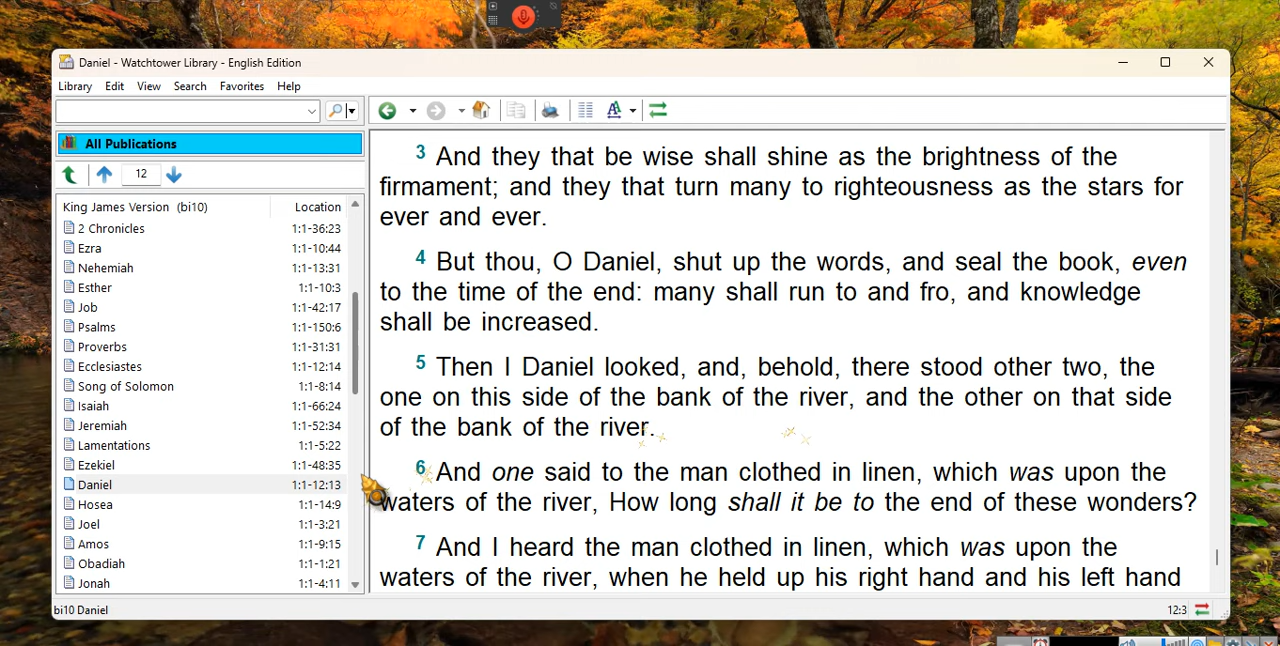 Daniel - Watchtower Library - English Edition
Library Edit View Search Favorites Help
All Publications
12
King James Version (bi10) Location
2 Chronicles 1:1-36:23
Ezra 1:1-10:44
Nehemiah 1:1-13:31
Esther 1:1-10:3
Job 1:1-42:17
Psalms 1:1-150:6
Proverbs 1:1-31:31
Ecclesiastes 1:1-12:14
Song of Solomon 1:1-8:14
Isaiah 1:1-66:24
Jeremiah 1:1-52:34
Lamentations 1:1-5:22
Ezekiel 1:1-48:35
Daniel 1:1-12:13
Hosea 1:1-14:9
Joel 1:1-3:21
Amos 1:1-9:15
Obadiah 1:1-1:21
Jonah 1:1-4:11
3 And they that be wise shall shine as the brightness of the
firmament; and they that turn many to righteousness as the stars for
ever and ever.
4 But thou, O Daniel, shut up the words, and seal the book, even
to the time of the end: many shall run to and fro, and knowledge
shall be increased.
5 Then I Daniel looked, and, behold, there stood other two, the
one on this side of the bank of the river, and the other on that side
of the bank of the river.
6 And one said to the man clothed in linen, which was upon the
waters of the river, How long shall it be to the end of these wonders?
7 And I heard the man clothed in linen, which was upon the
waters of the river, when he held up his right hand and his left hand
bi10 Daniel
12:3